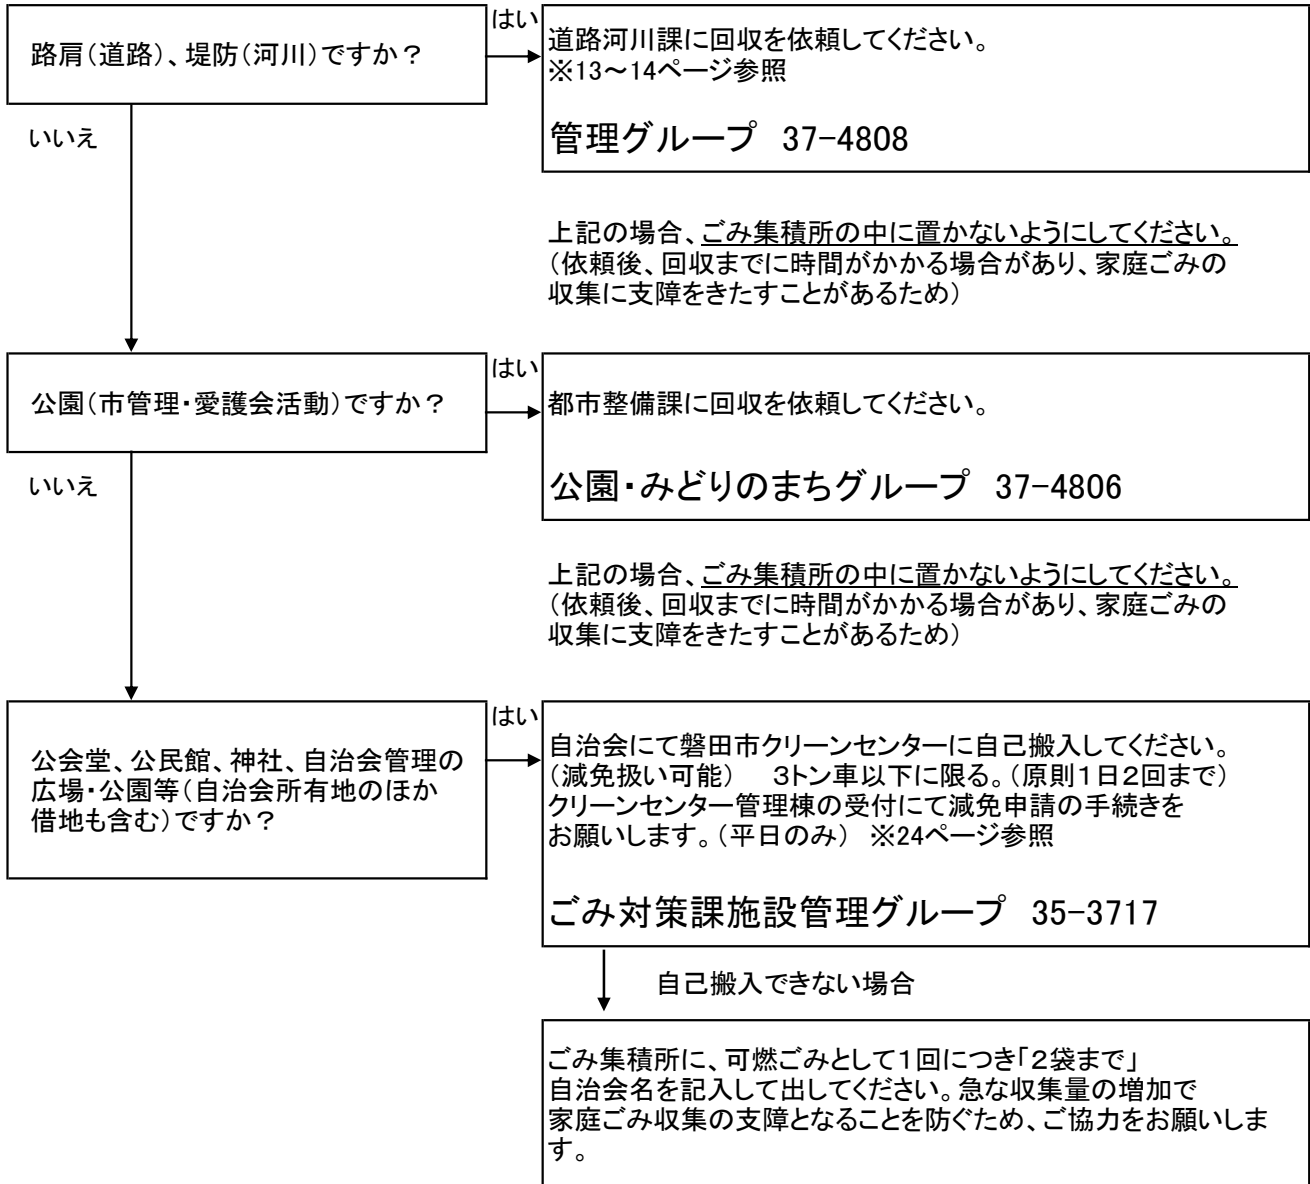 路肩(道路)、堤防(河川)ですか?
はい
道路河川課に回収を依頼してください。
※13~14ページ参照
管理グループ 37-4808
いいえ
上記の場合、ごみ集積所の中に置かないようにしてください。
(依頼後、回収までに時間がかかる場合があり、家庭ごみの
収集に支障をきたすことがあるため)
公園(市管理・愛護会活動)ですか?
はい
都市整備課に回収を依頼してください。
公園・みどりのまちグループ 37-4806
いいえ
上記の場合、ごみ集積所の中に置かないようにしてください。
(依頼後、回収までに時間がかかる場合があり、家庭ごみの
収集に支障をきたすことがあるため)
公会堂、公民館、神社、自治会管理の
広場・公園等(自治会所有地のほか
借地も含む)ですか?
はい
自治会にて磐田市クリーンセンターに自己搬入してください。
(減免扱い可能) 3トン車以下に限る。(原則1日2回まで)
クリーンセンター管理棟の受付にて減免申請の手続きを
お願いします。(平日のみ) ※24ページ参照
ごみ対策課施設管理グループ 35-3717
自己搬入できない場合
ごみ集積所に、可燃ごみとして1回につき「2袋まで」
自治会名を記入して出してください。急な収集量の増加で
家庭ごみ収集の支障となることを防ぐため、ご協力をお願いしま
す。